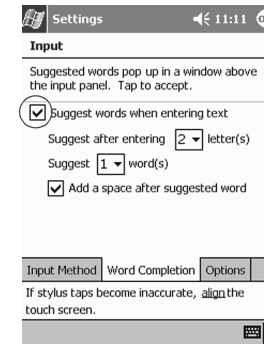 Settings 11:11
Input
Suggested words pop up in a window above
the input panel. Tap to accept.
Suggest words when entering text
Suggest after entering 2 letter(s)
Suggest 1 word(s)
Add a space after suggested word
Input Method Word Completion Options
If stylus taps become inaccurate, align the
touch screen.